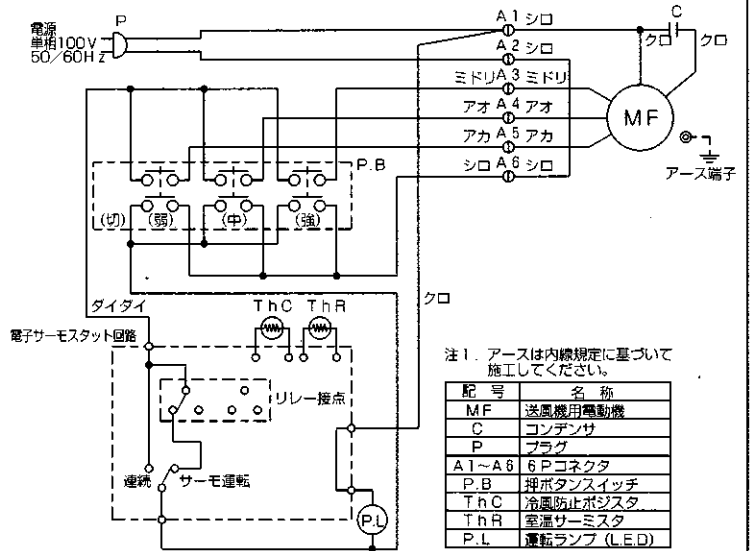 電源
単相100V
50/60Hz
P
A1 シロ
C
クロ
クロ
A2 シロ
ミドリ A3 ミドリ
アオ A4 アオ
アカ A5 アカ
シロ A6 シロ
MF
アース端子
P.B
(切) (弱) (中) (強)
ダイダイ
ThC ThR
クロ
電子サーモスタット回路
リレー接点
連続 サーモ運転
P.L
注1. アースは内線規定に基づいて
施工してください。
記号 名称
MF 送風機用電動機
C コンデンサ
P プラグ
A1~A6 6Pコネクタ
P.B 押ボタンスイッチ
ThC 冷風防止ポジスタ
ThR 室温サーミスタ
P.L 運転ランプ (L.E.D)